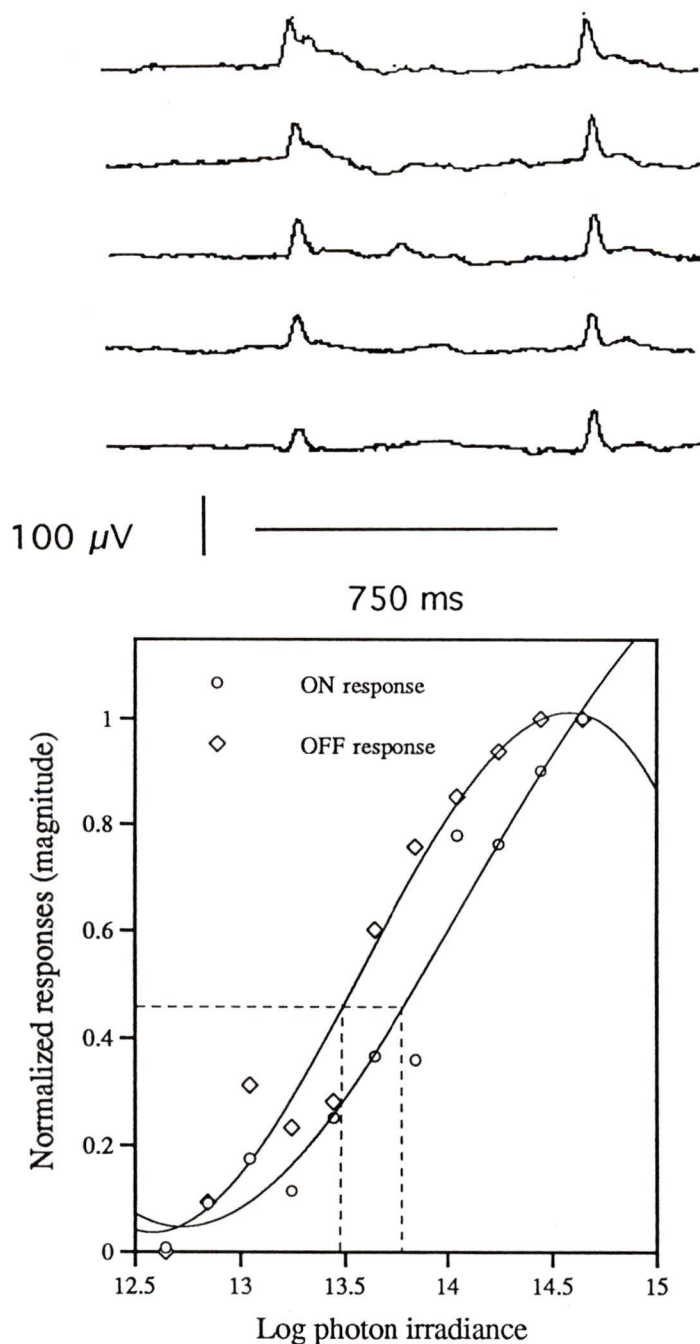 100 µV
750 ms
ON response
OFF response
Normalized responses (magnitude)
1
0.8
0.6
0.4
0.2
0
12.5 13 13.5 14 14.5 15
Log photon irradiance